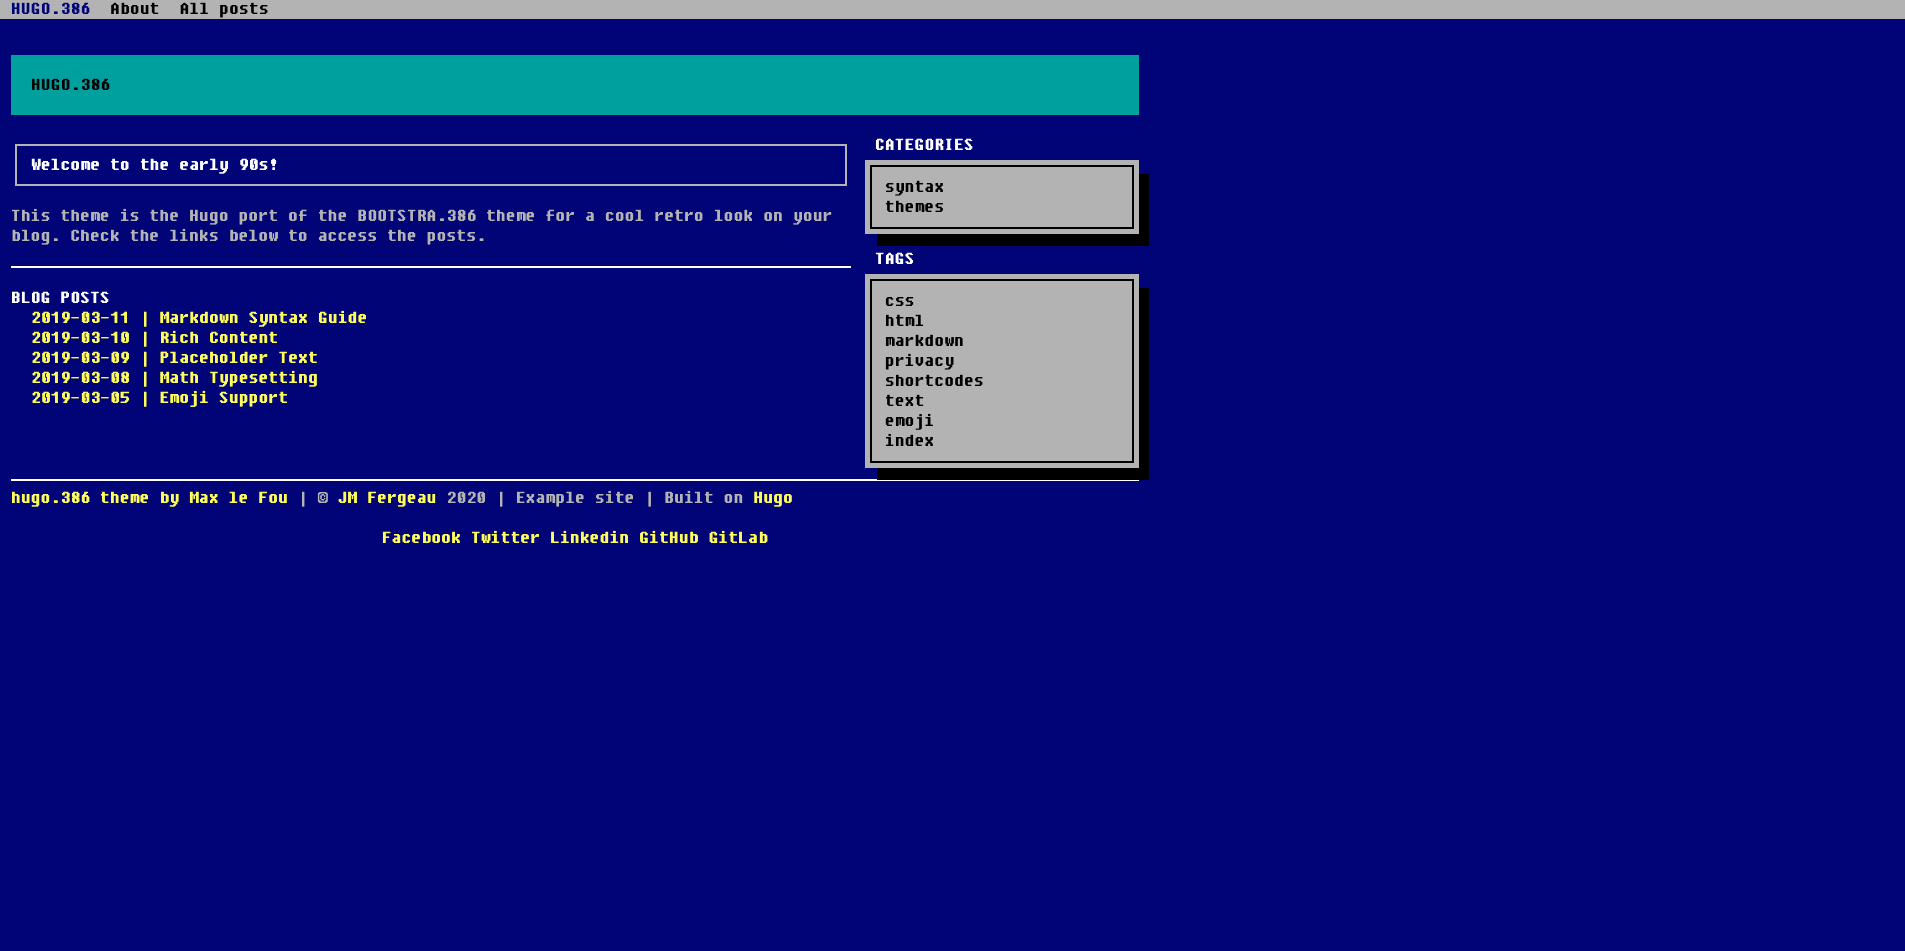 HUGO.386 About All posts
HUGO.386
Welcome to the early 90s!
This theme is the Hugo port of the BOOTSTRA.386 theme for a cool retro look on your
blog. Check the links below to access the posts.
BLOG POSTS
2019-03-11 | Markdown Syntax Guide
2019-03-10 | Rich Content
2019-03-09 | Placeholder Text
2019-03-08 | Math Typesetting
2019-03-05 | Emoji Support
CATEGORIES
syntax
themes
TAGS
css
html
markdown
privacy
shortcodes
text
emoji
index
hugo.386 theme by Max le Fou | © JM Fergeau 2020 | Example site | Built on Hugo
Facebook Twitter Linkedin GitHub GitLab